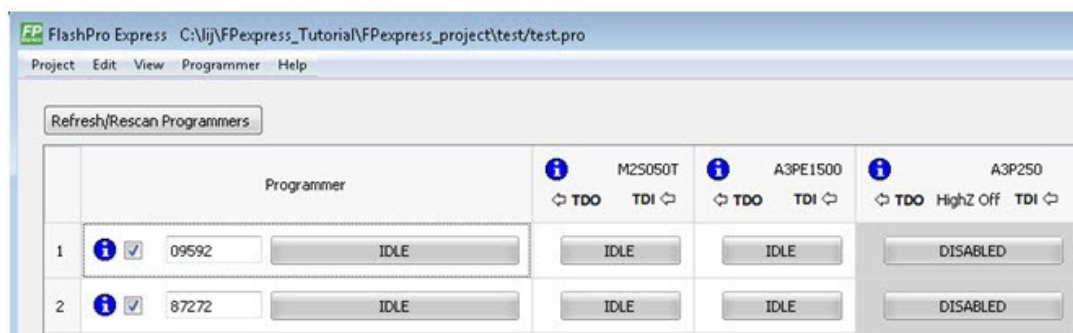 FP FlashPro Express C:\lij\FPexpress_Tutorial\FPexpress_project\test/test.pro
Project Edit View Programmer Help
Refresh/Rescan Programmers
Programmer
M2S050T
TDO TDI
A3PE1500
TDO TDI
A3P250
TDO HighZ Off TDI
1 09592 IDLE IDLE IDLE DISABLED
2 87272 IDLE IDLE IDLE DISABLED